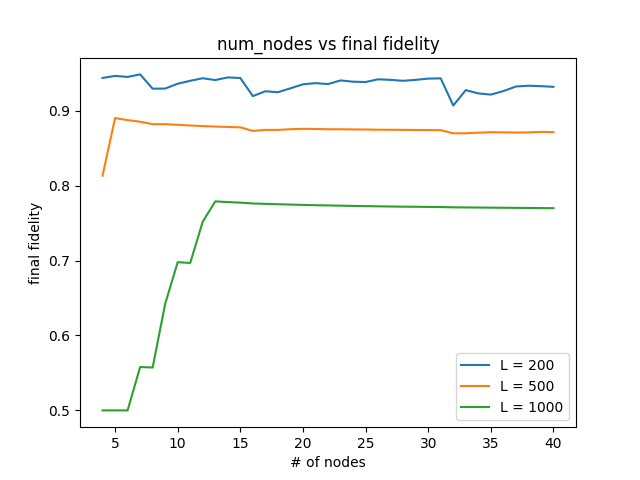 num_nodes vs final fidelity
final fidelity
0.9
0.8
0.7
0.6
0.5
5 10 15 20 25 30 35 40
# of nodes
L = 200
L = 500
L = 1000